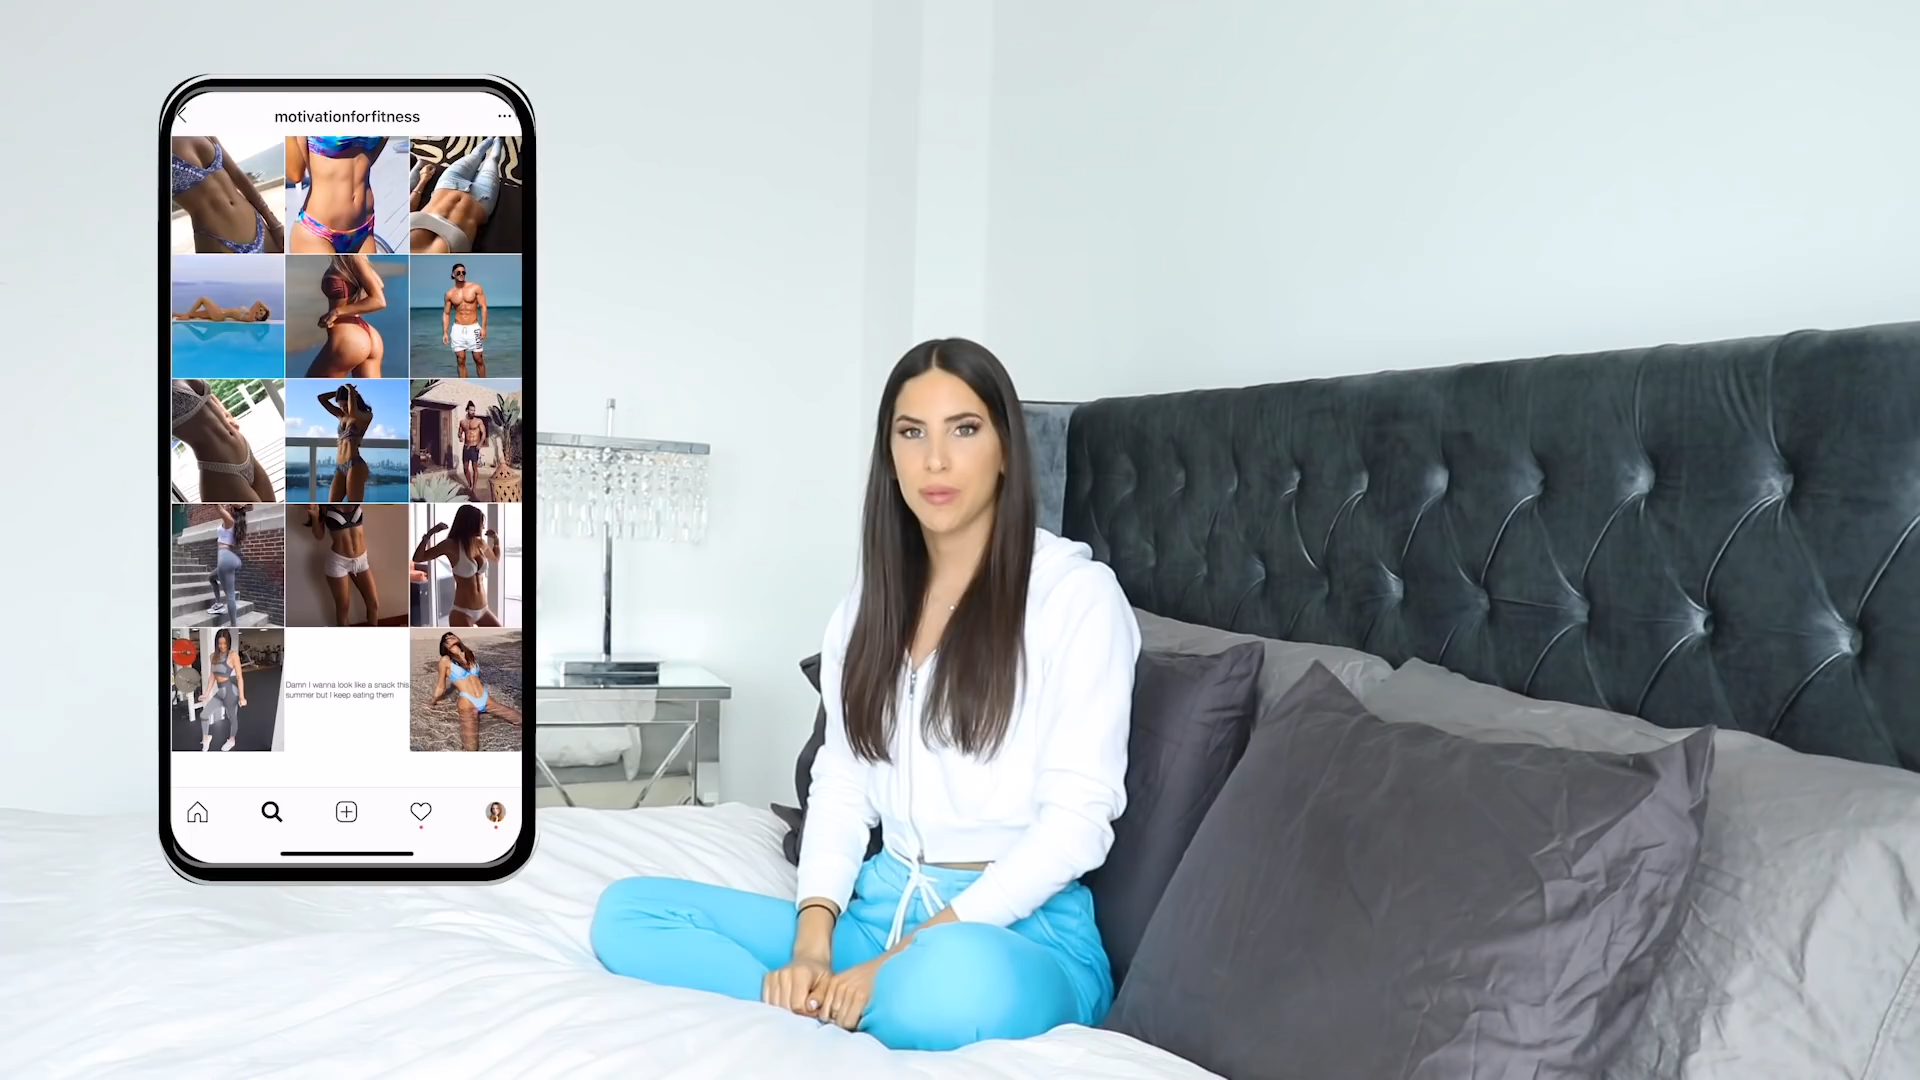 motivationforfitness
Damn I wanna look like a snack this
summer but I keep eating them